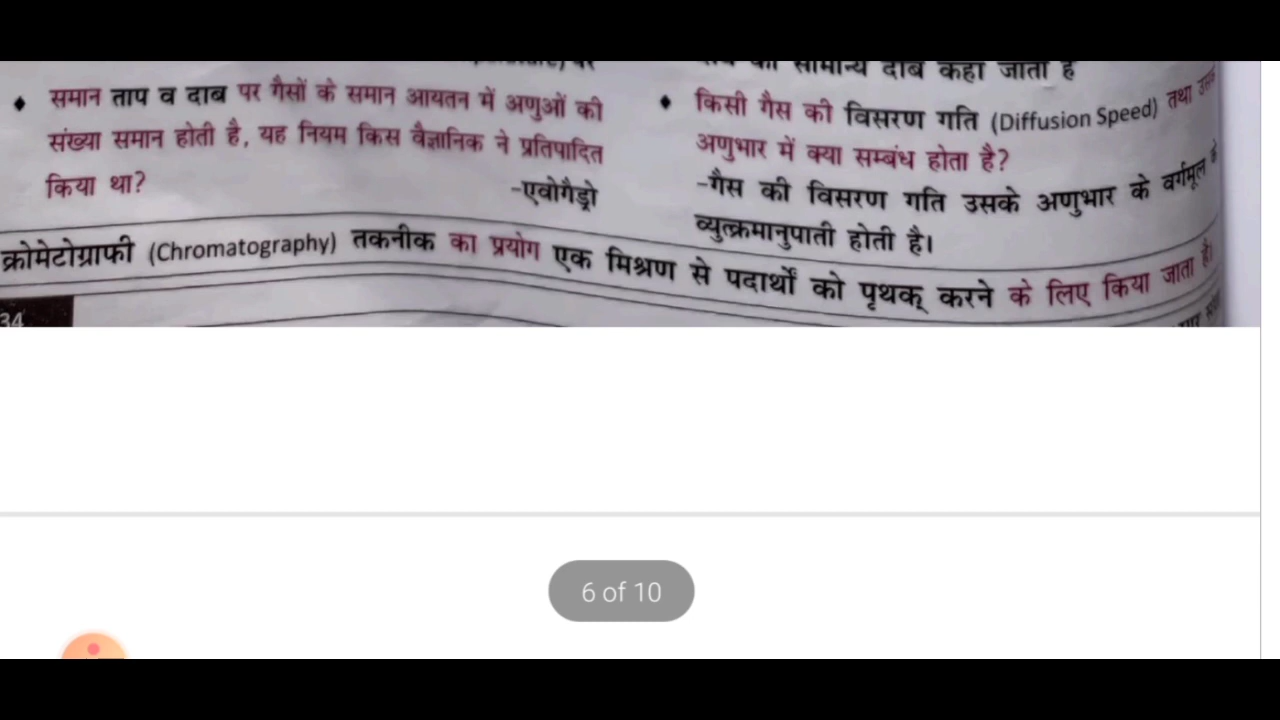 सामान्य दाब कहा जाता है
♦ समान ताप व दाब पर गैसों के समान आयतन में अणुओं की
संख्या समान होती है, यह नियम किस वैज्ञानिक ने प्रतिपादित
किया था?
-एवोगैड्रो
♦ किसी गैस की विसरण गति (Diffusion Speed) तथा
अणुभार में क्या सम्बंध होता है?
-गैस की विसरण गति उसके अणुभार के वर्गमूल के
व्युत्क्रमानुपाती होती है।
क्रोमेटोग्राफी (Chromatography) तकनीक का प्रयोग एक मिश्रण से पदार्थों को पृथक् करने के लिए किया जाता है।
34
6 of 10